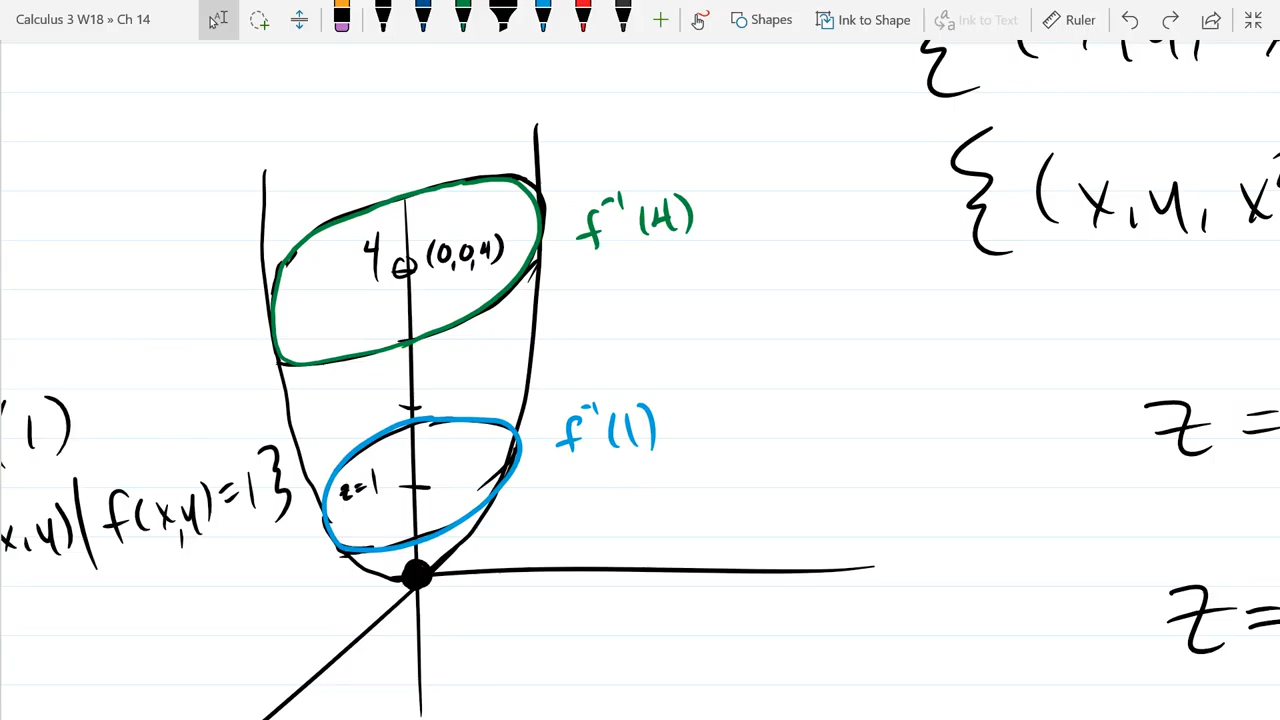 Calculus 3 W18 » Ch 14
Shapes
Ink to Shape
Ink to Text
Ruler
{ (x, y, x²
f⁻¹(4)
4 (0,0,4)
f⁻¹(1)
(1)
z=1
x,y) | f(x,y)=1}
z =
z =